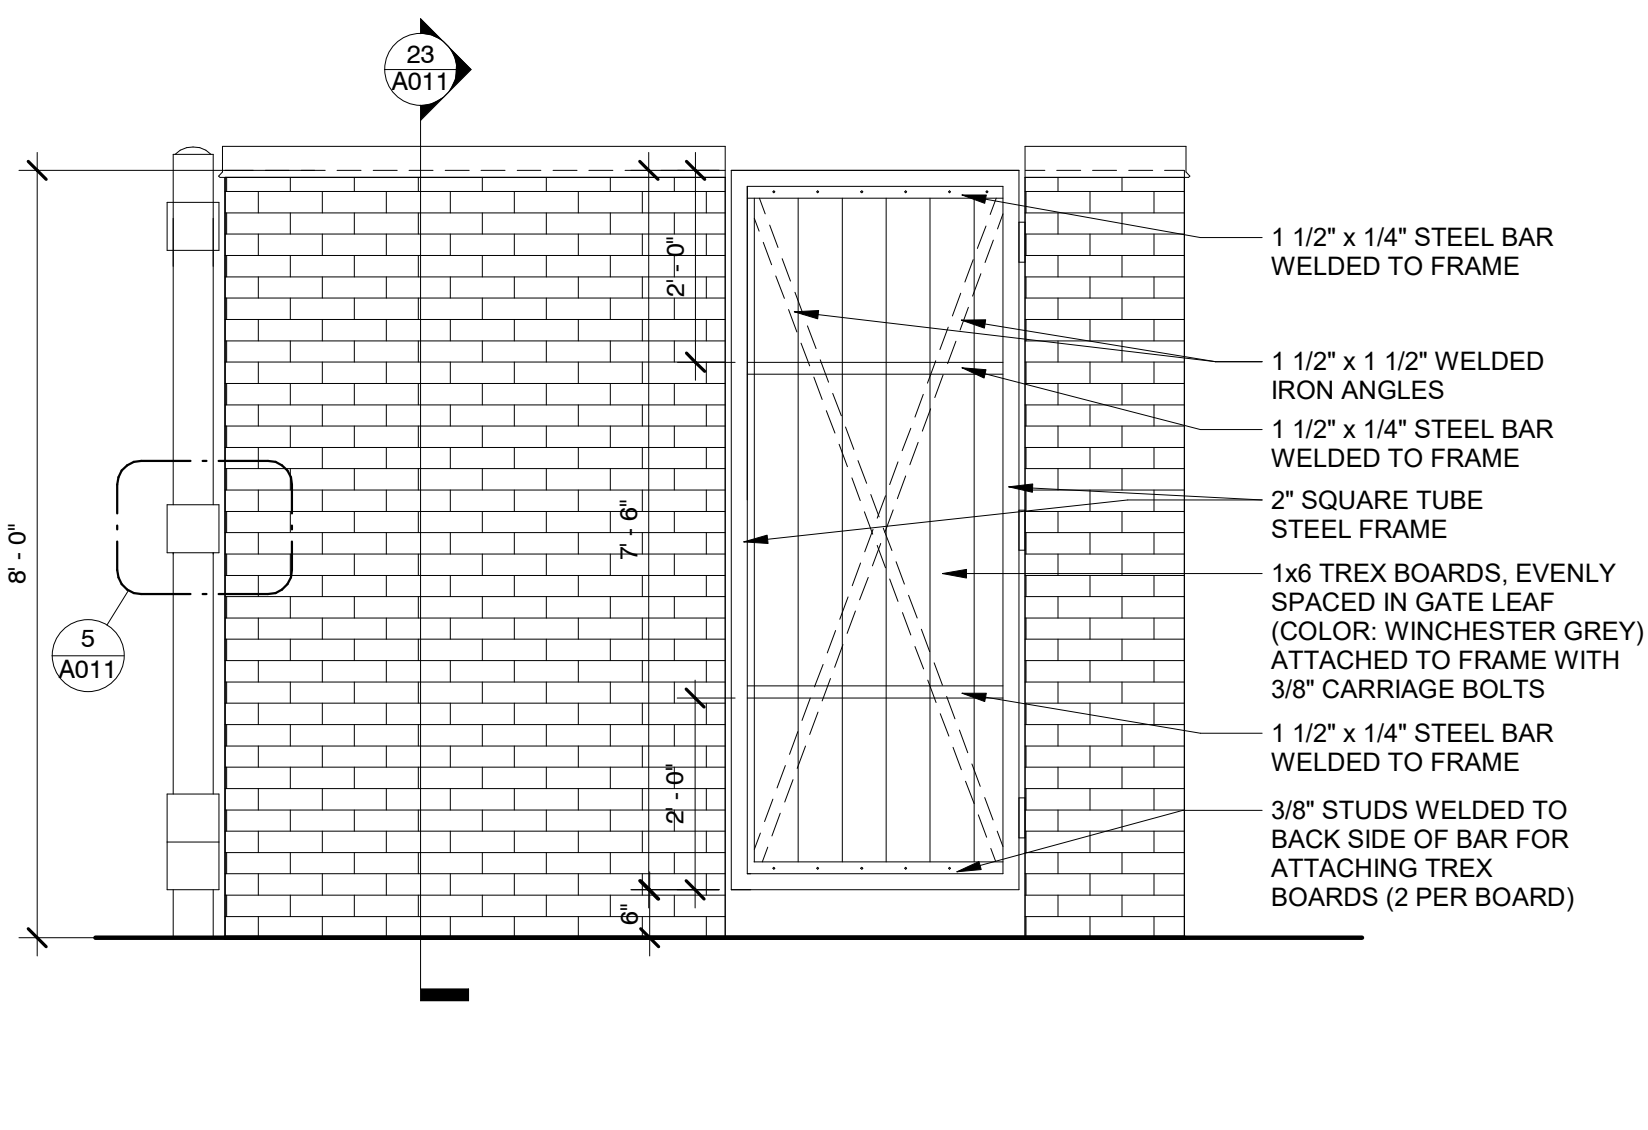 23
A011
8' - 0"
5
A011
2' - 0"
7' - 6"
2' - 0"
6"
1 1/2" x 1/4" STEEL BAR
WELDED TO FRAME
1 1/2" x 1 1/2" WELDED
IRON ANGLES
1 1/2" x 1/4" STEEL BAR
WELDED TO FRAME
2" SQUARE TUBE
STEEL FRAME
1x6 TREX BOARDS, EVENLY
SPACED IN GATE LEAF
(COLOR: WINCHESTER GREY)
ATTACHED TO FRAME WITH
3/8" CARRIAGE BOLTS
1 1/2" x 1/4" STEEL BAR
WELDED TO FRAME
3/8" STUDS WELDED TO
BACK SIDE OF BAR FOR
ATTACHING TREX
BOARDS (2 PER BOARD)